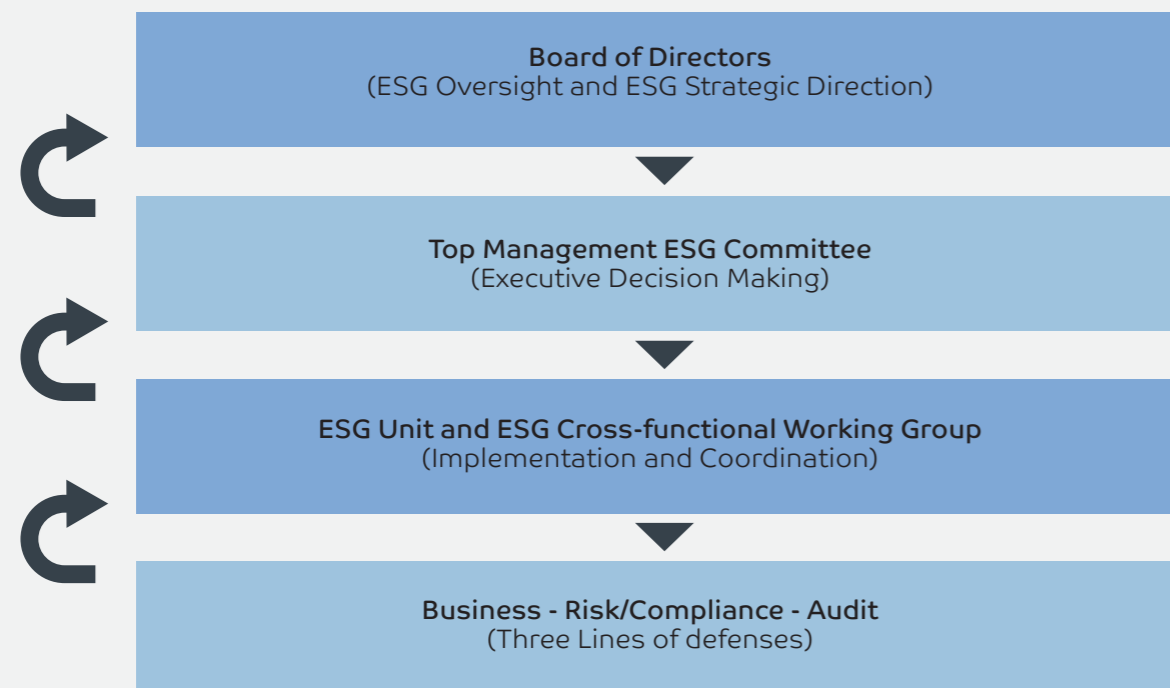 Board of Directors
(ESG Oversight and ESG Strategic Direction)
Top Management ESG Committee
(Executive Decision Making)
ESG Unit and ESG Cross-functional Working Group
(Implementation and Coordination)
Business - Risk/Compliance - Audit
(Three Lines of defenses)